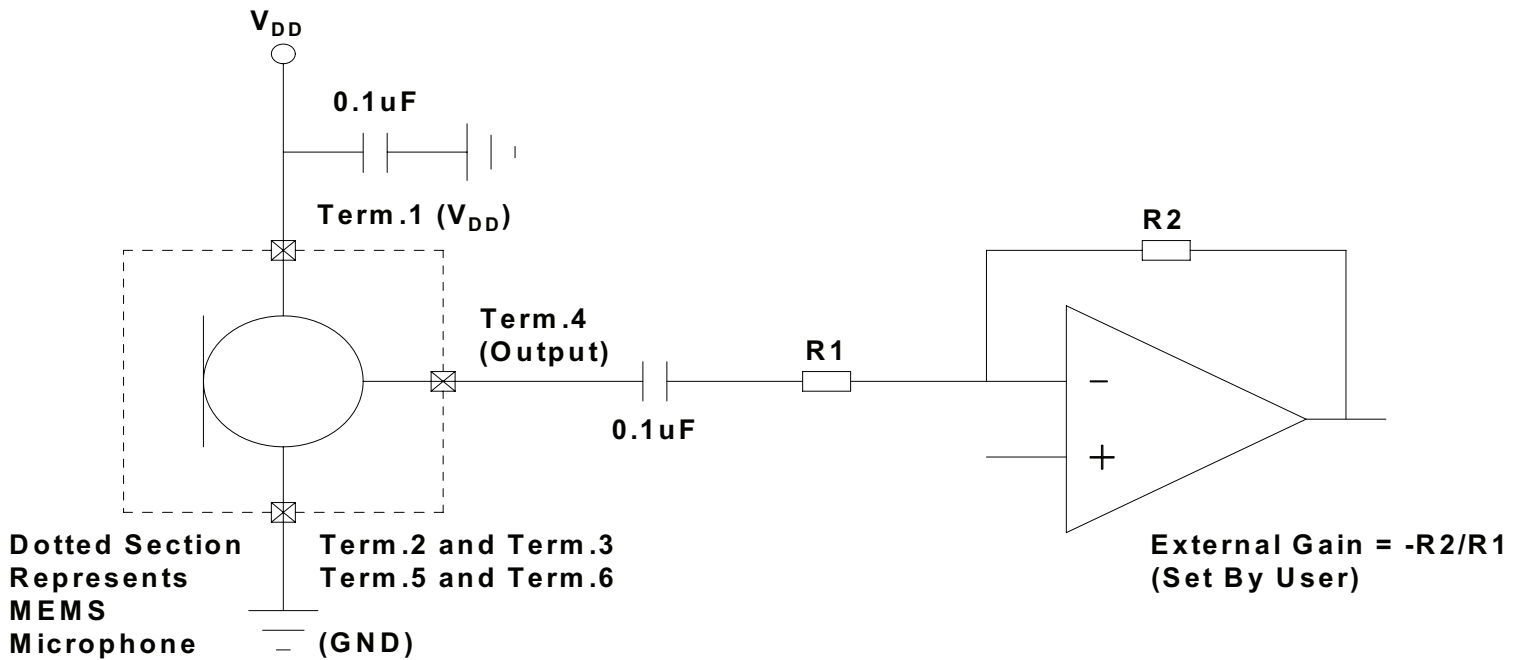 VDD
0.1uF
Term.1 (VDD)
R2
Term.4
(Output)
R1
0.1uF
-
+
Dotted Section
Represents
MEMS
Microphone
Term.2 and Term.3
Term.5 and Term.6
(GND)
External Gain = -R2/R1
(Set By User)